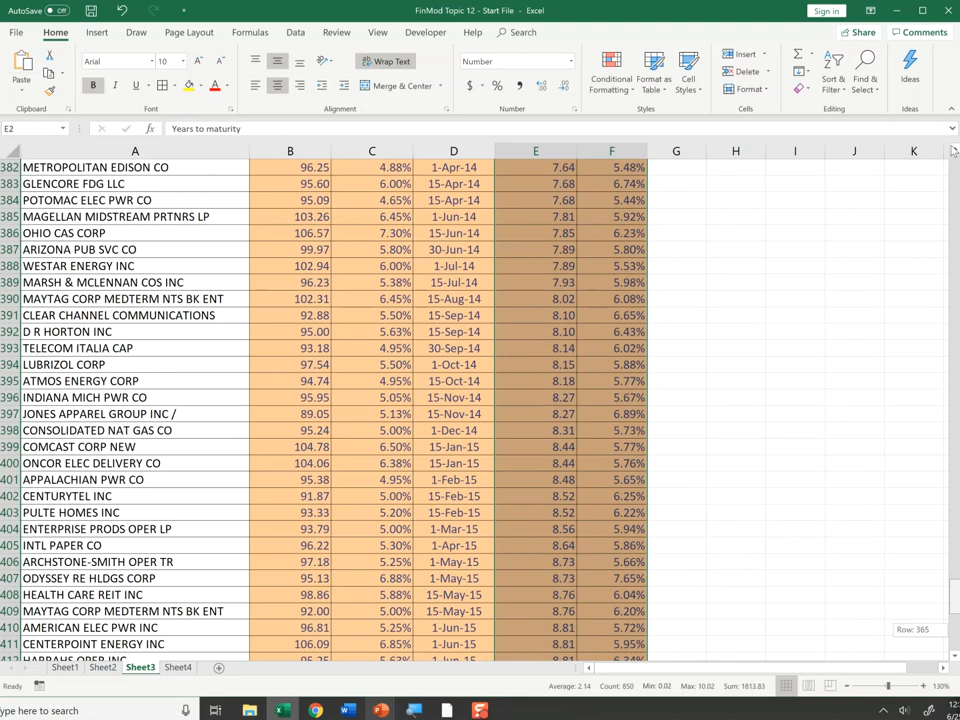 AutoSave Off FinMod Topic 12 - Start File - Excel Sign in
File Home Insert Draw Page Layout Formulas Data Review View Developer Help Search Share Comments
Paste Arial 10 Wrap Text Number Conditional Format as Cell Insert Σ Sort & Find & Ideas
B I U A Merge & Center $ % , Formatting Table Styles Delete Format Filter Select
Clipboard Font Alignment Number Styles Cells Editing Ideas
E2 fx Years to maturity
A B C D E F G H I J K
382 METROPOLITAN EDISON CO 96.25 4.88% 1-Apr-14 7.64 5.48%
383 GLENCORE FDG LLC 95.60 6.00% 15-Apr-14 7.68 6.74%
384 POTOMAC ELEC PWR CO 95.09 4.65% 15-Apr-14 7.68 5.44%
385 MAGELLAN MIDSTREAM PRTNRS LP 103.26 6.45% 1-Jun-14 7.81 5.92%
386 OHIO CAS CORP 106.57 7.30% 15-Jun-14 7.85 6.23%
387 ARIZONA PUB SVC CO 99.97 5.80% 30-Jun-14 7.89 5.80%
388 WESTAR ENERGY INC 102.94 6.00% 1-Jul-14 7.89 5.53%
389 MARSH & MCLENNAN COS INC 96.23 5.38% 15-Jul-14 7.93 5.98%
390 MAYTAG CORP MEDTERM NTS BK ENT 102.31 6.45% 15-Aug-14 8.02 6.08%
391 CLEAR CHANNEL COMMUNICATIONS 92.88 5.50% 15-Sep-14 8.10 6.65%
392 D R HORTON INC 95.00 5.63% 15-Sep-14 8.10 6.43%
393 TELECOM ITALIA CAP 93.18 4.95% 30-Sep-14 8.14 6.02%
394 LUBRIZOL CORP 97.54 5.50% 1-Oct-14 8.15 5.88%
395 ATMOS ENERGY CORP 94.74 4.95% 15-Oct-14 8.18 5.77%
396 INDIANA MICH PWR CO 95.95 5.05% 15-Nov-14 8.27 5.67%
397 JONES APPAREL GROUP INC / 89.05 5.13% 15-Nov-14 8.27 6.89%
398 CONSOLIDATED NAT GAS CO 95.24 5.00% 1-Dec-14 8.31 5.73%
399 COMCAST CORP NEW 104.78 6.50% 15-Jan-15 8.44 5.77%
400 ONCOR ELEC DELIVERY CO 104.06 6.38% 15-Jan-15 8.44 5.76%
401 APPALACHIAN PWR CO 95.38 4.95% 1-Feb-15 8.48 5.65%
402 CENTURYTEL INC 91.87 5.00% 15-Feb-15 8.52 6.25%
403 PULTE HOMES INC 93.33 5.20% 15-Feb-15 8.52 6.22%
404 ENTERPRISE PRODS OPER LP 93.79 5.00% 1-Mar-15 8.56 5.94%
405 INTL PAPER CO 96.22 5.30% 1-Apr-15 8.64 5.86%
406 ARCHSTONE-SMITH OPER TR 97.18 5.25% 1-May-15 8.73 5.66%
407 ODYSSEY RE HLDGS CORP 95.13 6.88% 1-May-15 8.73 7.65%
408 HEALTH CARE REIT INC 98.86 5.88% 15-May-15 8.76 6.04%
409 MAYTAG CORP MEDTERM NTS BK ENT 92.00 5.00% 15-May-15 8.76 6.20%
410 AMERICAN ELEC PWR INC 96.81 5.25% 1-Jun-15 8.81 5.72%
411 CENTERPOINT ENERGY INC 106.09 6.85% 1-Jun-15 8.81 5.95%
412 HARRAHS OPER INC 95.25 5.63% 1-Jun-15 8.81 6.34%
Row: 365
Sheet1 Sheet2 Sheet3 Sheet4
Ready Average: 2.14 Count: 850 Min: 0.02 Max: 10.02 Sum: 1813.83 130%
ype here to search